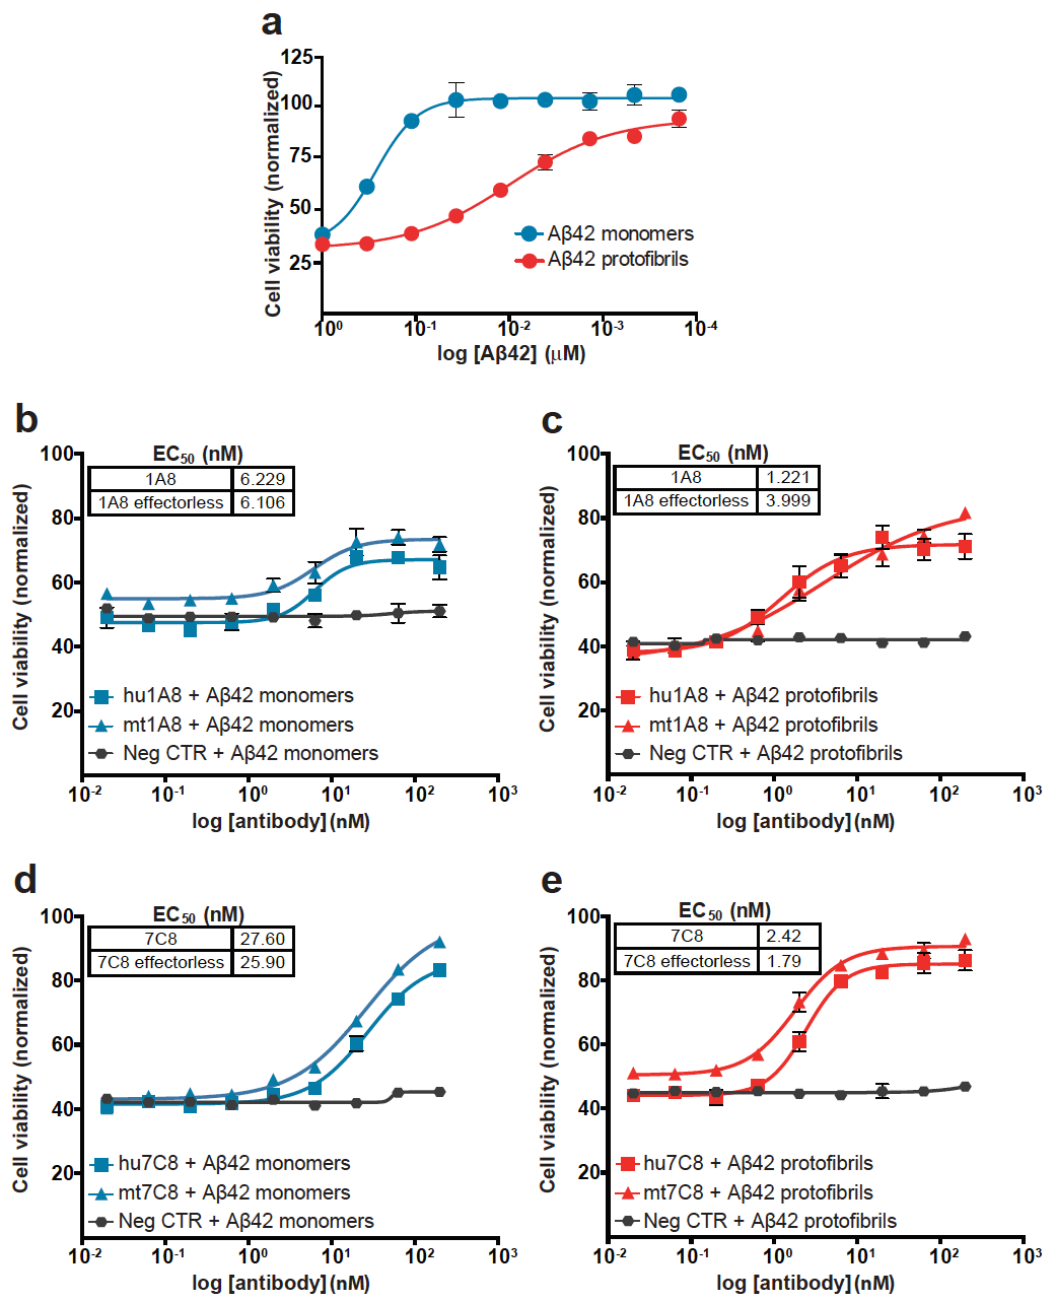 a
125
100
75
50
25
Cell viability (normalized)
Aβ42 monomers
Aβ42 protofibrils
10⁰ 10⁻¹ 10⁻² 10⁻³ 10⁻⁴
log [Aβ42] (μM)
b
EC₅₀ (nM)
1A8 6.229
1A8 effectorless 6.106
100
80
60
40
20
Cell viability (normalized)
hu1A8 + Aβ42 monomers
mt1A8 + Aβ42 monomers
Neg CTR + Aβ42 monomers
10⁻² 10⁻¹ 10⁰ 10¹ 10² 10³
log [antibody] (nM)
c
EC₅₀ (nM)
1A8 1.221
1A8 effectorless 3.999
100
80
60
40
20
Cell viability (normalized)
hu1A8 + Aβ42 protofibrils
mt1A8 + Aβ42 protofibrils
Neg CTR + Aβ42 protofibrils
10⁻² 10⁻¹ 10⁰ 10¹ 10² 10³
log [antibody] (nM)
d
EC₅₀ (nM)
7C8 27.60
7C8 effectorless 25.90
100
80
60
40
20
Cell viability (normalized)
hu7C8 + Aβ42 monomers
mt7C8 + Aβ42 monomers
Neg CTR + Aβ42 monomers
10⁻² 10⁻¹ 10⁰ 10¹ 10² 10³
log [antibody] (nM)
e
EC₅₀ (nM)
7C8 2.42
7C8 effectorless 1.79
100
80
60
40
20
Cell viability (normalized)
hu7C8 + Aβ42 protofibrils
mt7C8 + Aβ42 protofibrils
Neg CTR + Aβ42 protofibrils
10⁻² 10⁻¹ 10⁰ 10¹ 10² 10³
log [antibody] (nM)